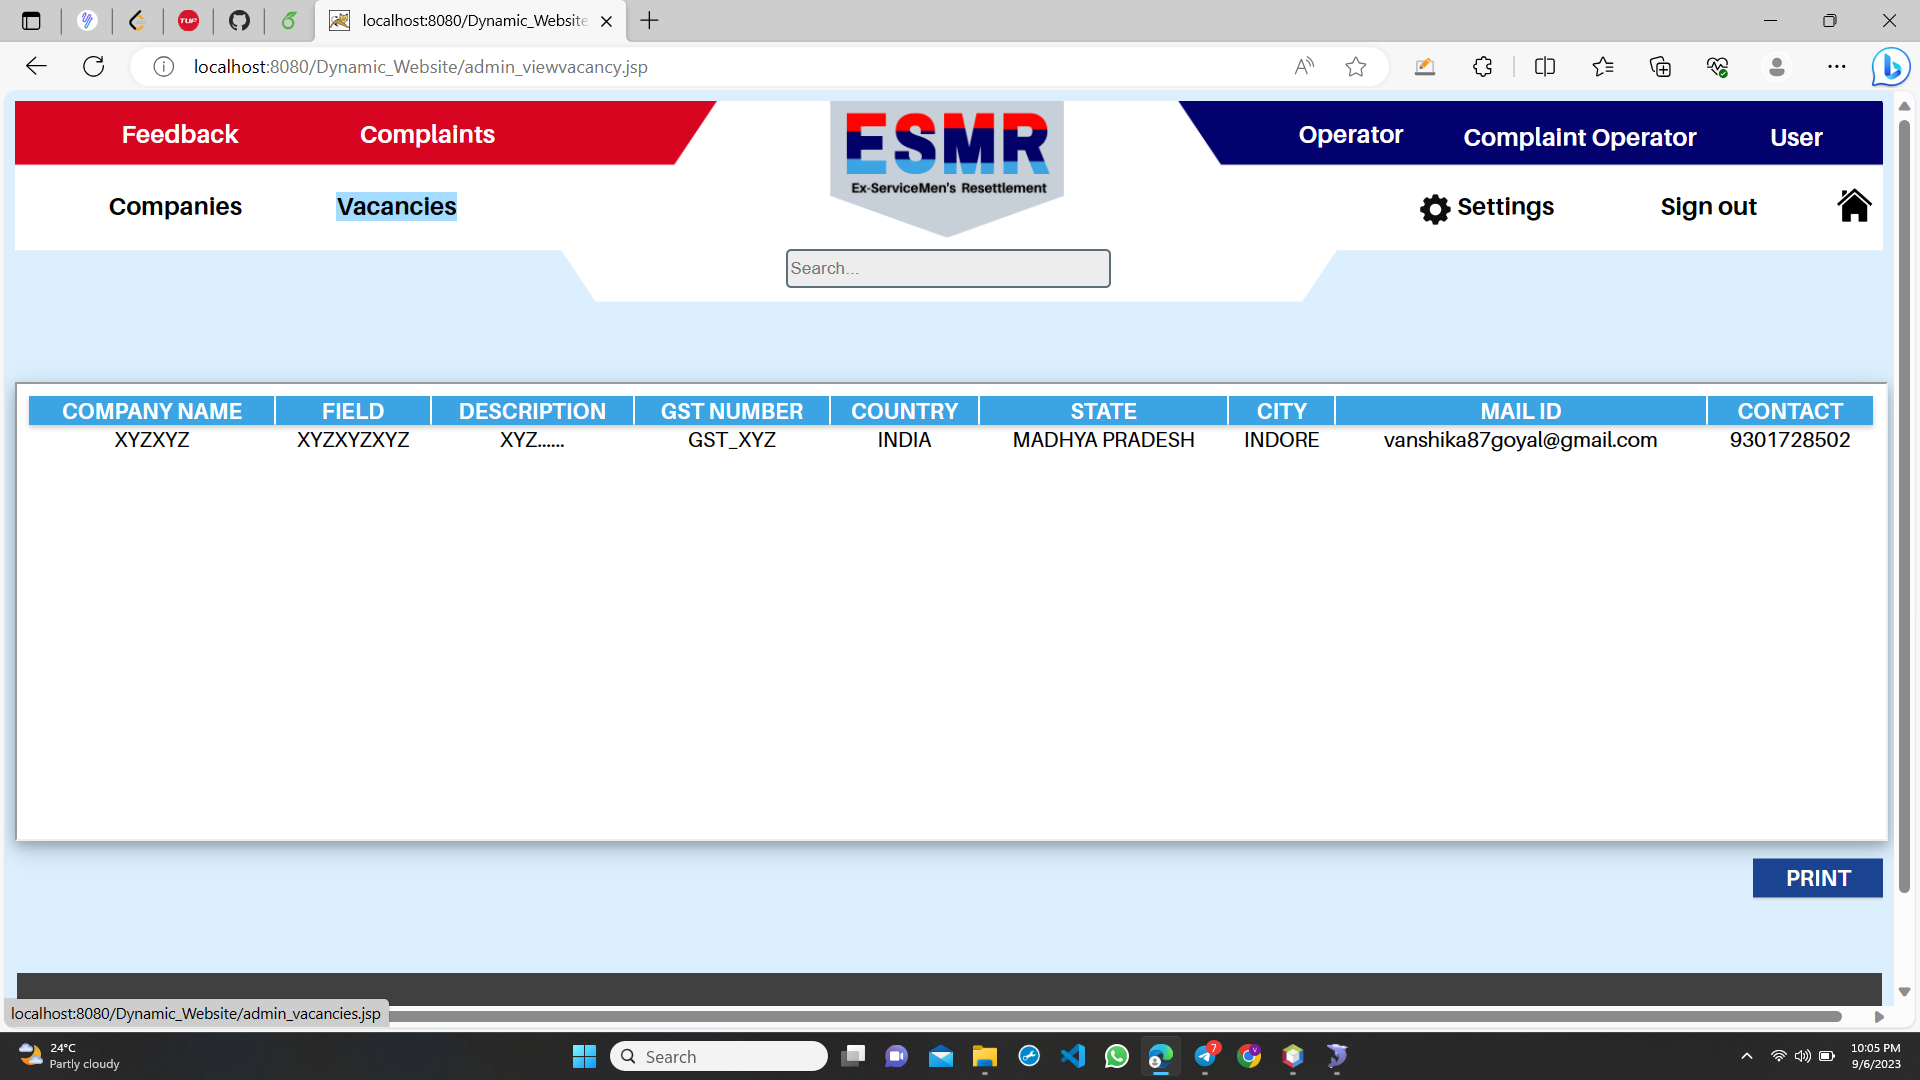 localhost:8080/Dynamic_Website
localhost:8080/Dynamic_Website/admin_viewvacancy.jsp
Feedback Complaints Operator Complaint Operator User
ESMR
Ex-ServiceMen's Resettlement
Companies Vacancies Settings Sign out
Search...
COMPANY NAME FIELD DESCRIPTION GST NUMBER COUNTRY STATE CITY MAIL ID CONTACT
XYZXYZ XYZXYZXYZ XYZ...... GST_XYZ INDIA MADHYA PRADESH INDORE vanshika87goyal@gmail.com 9301728502
PRINT
localhost:8080/Dynamic_Website/admin_vacancies.jsp
24°C
Partly cloudy
Search
7
10:05 PM
9/6/2023